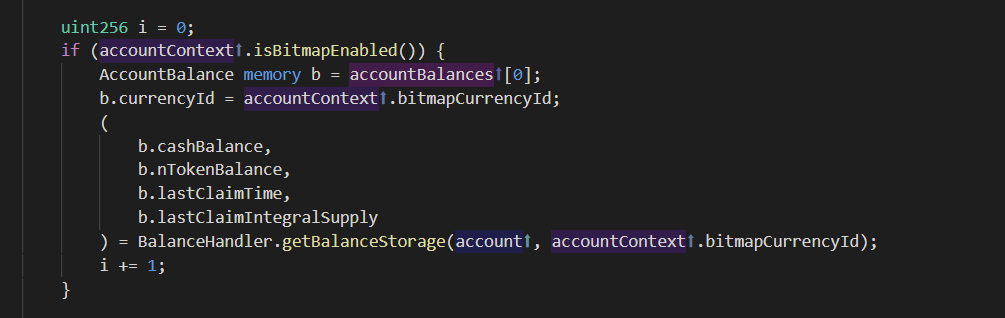 uint256 i = 0;
if (accountContext↑.isBitmapEnabled()) {
AccountBalance memory b = accountBalances↑[0];
b.currencyId = accountContext↑.bitmapCurrencyId;
(
b.cashBalance,
b.nTokenBalance,
b.lastClaimTime,
b.lastClaimIntegralSupply
) = BalanceHandler.getBalanceStorage(account↑, accountContext↑.bitmapCurrencyId);
i += 1;
}